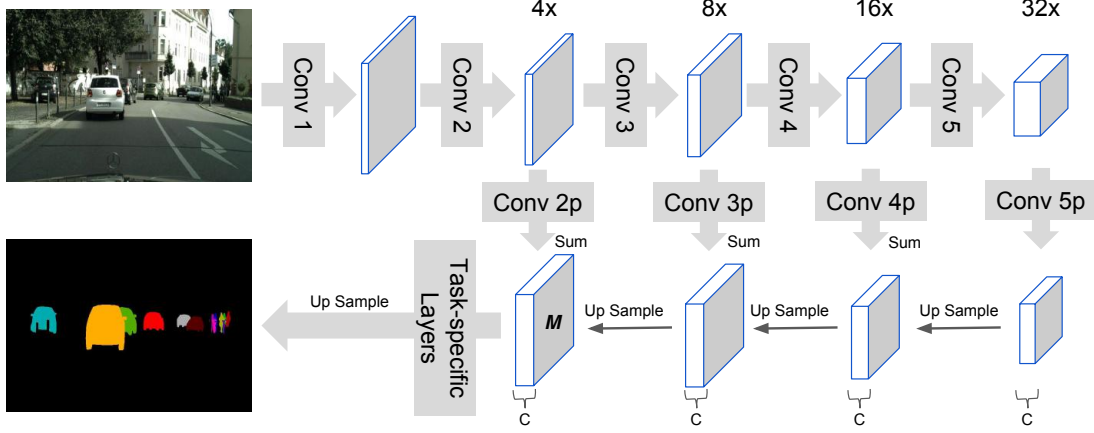 4x
8x
16x
32x
Conv 1
Conv 2
Conv 3
Conv 4
Conv 5
Conv 2p
Conv 3p
Conv 4p
Conv 5p
Sum
Sum
Sum
Up Sample
Task-specific
Layers
M
Up Sample
Up Sample
Up Sample
C
C
C
C